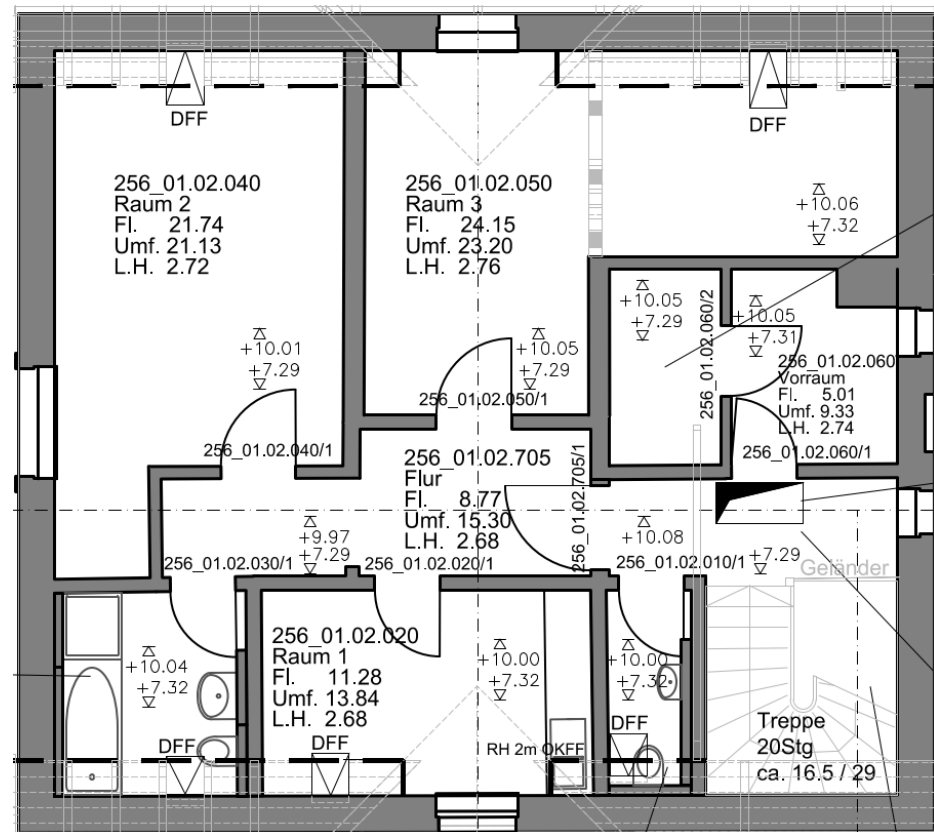 DFF
DFF
256_01.02.040
Raum 2
Fl. 21.74
Umf. 21.13
L.H. 2.72
256_01.02.050
Raum 3
Fl. 24.15
Umf. 23.20
L.H. 2.76
+10.06
+7.32
+10.05
+7.29
256_01.02.060/2
+10.05
+7.31
+10.01
+7.29
+10.05
+7.29
256_01.02.060
Vorraum
Fl. 5.01
Umf. 9.33
L.H. 2.74
256_01.02.050/1
256_01.02.040/1
256_01.02.060/1
256_01.02.705
Flur
Fl. 8.77
Umf. 15.30
L.H. 2.68
256_01.02.705/1
+9.97
+7.29
+10.08
+7.29
256_01.02.030/1
256_01.02.020/1
256_01.02.010/1
Geländer
256_01.02.020
Raum 1
Fl. 11.28
Umf. 13.84
L.H. 2.68
+10.04
+7.32
+10.00
+7.32
+10.00
+7.32
DFF
DFF
RH 2m OKFF
DFF
Treppe
20Stg
ca. 16.5 / 29